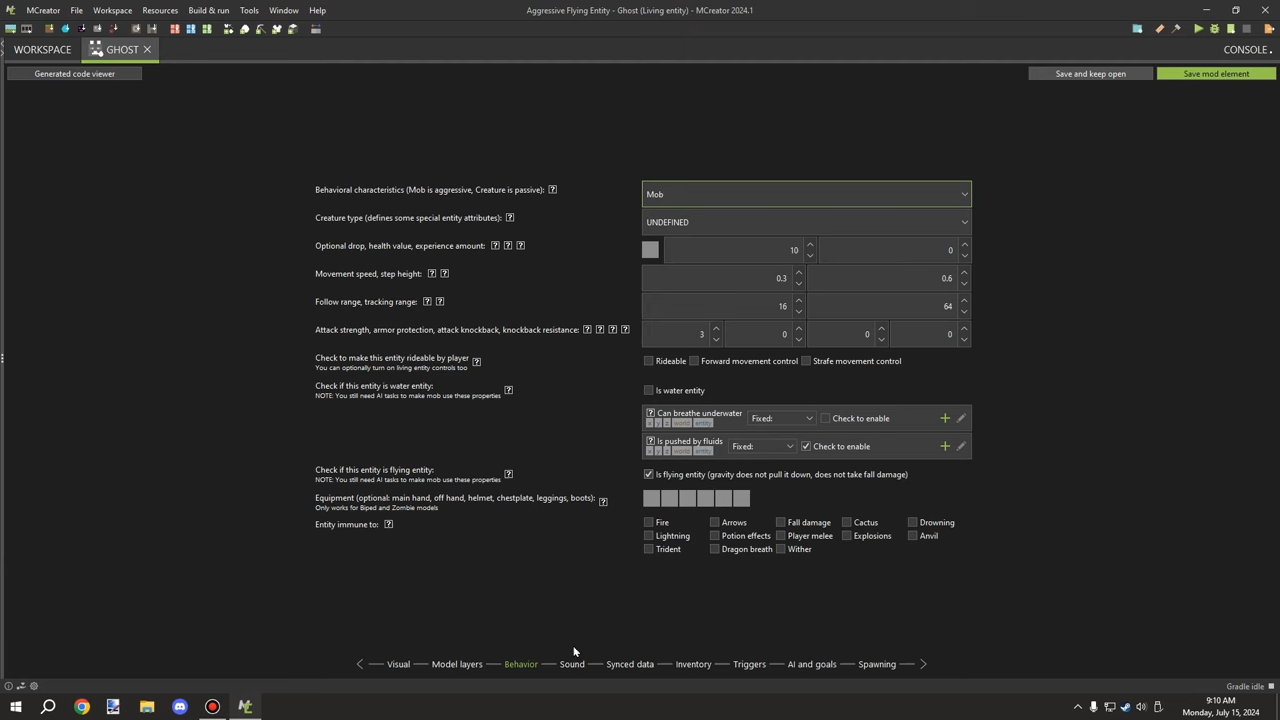 MCreator File Workspace Resources Build & run Tools Window Help
Aggressive Flying Entity - Ghost (Living entity) - MCreator 2024.1
WORKSPACE GHOST
CONSOLE
Generated code viewer
Save and keep open
Save mod element
Behavioral characteristics (Mob is aggressive, Creature is passive): ?
Mob
Creature type (defines some special entity attributes): ?
UNDEFINED
Optional drop, health value, experience amount: ? ? ?
10 0
Movement speed, step height: ? ?
0.3 0.6
Follow range, tracking range: ? ?
16 64
Attack strength, armor protection, attack knockback, knockback resistance: ? ? ? ?
3 0 0 0
Check to make this entity rideable by player ?
You can optionally turn on living entity controls too
Rideable Forward movement control Strafe movement control
Check if this entity is water entity: ?
NOTE: You still need AI tasks to make mob use these properties
Is water entity
? Can breathe underwater
x y z world entity
Fixed: Check to enable
? Is pushed by fluids
x y z world entity
Fixed: Check to enable
Check if this entity is flying entity: ?
NOTE: You still need AI tasks to make mob use these properties
Is flying entity (gravity does not pull it down, does not take fall damage)
Equipment (optional: main hand, off hand, helmet, chestplate, leggings, boots): ?
Only works for Biped and Zombie models
Entity immune to: ?
Fire Arrows Fall damage Cactus Drowning
Lightning Potion effects Player melee Explosions Anvil
Trident Dragon breath Wither
Visual Model layers Behavior Sound Synced data Inventory Triggers AI and goals Spawning
Gradle idle
9:10 AM
Monday, July 15, 2024